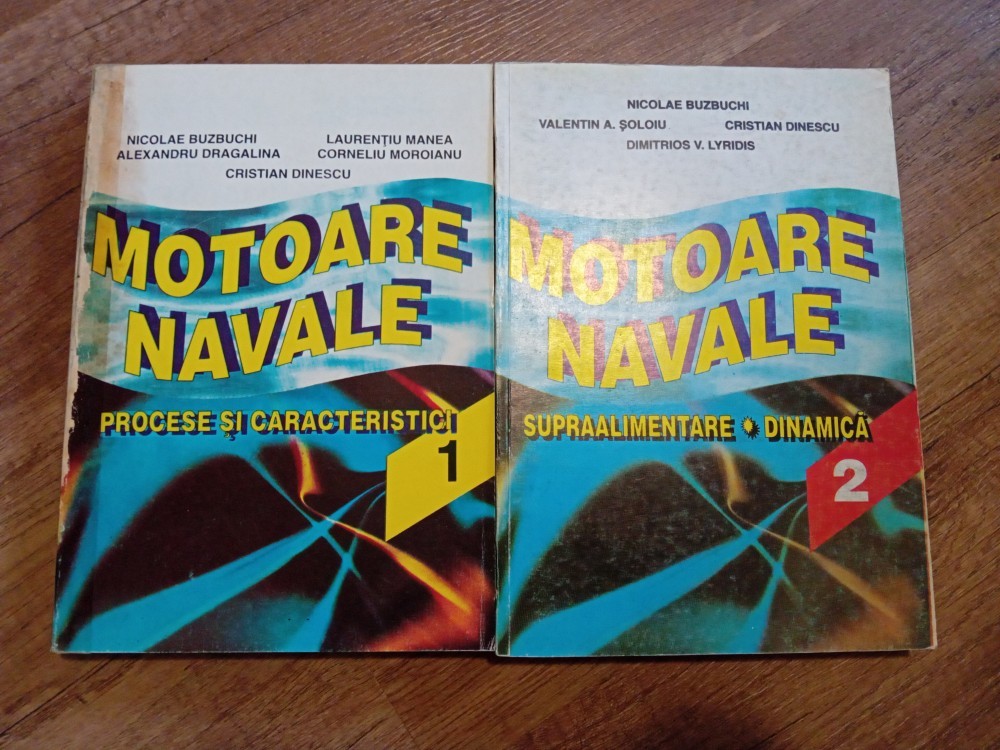 NICOLAE BUZBUCHI LAURENȚIU MANEA
ALEXANDRU DRAGALINA CORNELIU MOROIANU
CRISTIAN DINESCU
MOTOARE
NAVALE
PROCESE ȘI CARACTERISTICI
1
NICOLAE BUZBUCHI
VALENTIN A. ȘOLOIU CRISTIAN DINESCU
DIMITRIOS V. LYRIDIS
MOTOARE
NAVALE
SUPRAALIMENTARE * DINAMICĂ
2